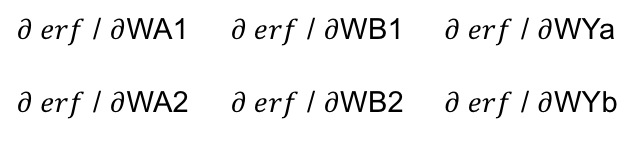 ∂ erf / ∂WA1 ∂ erf / ∂WB1 ∂ erf / ∂WYa
∂ erf / ∂WA2 ∂ erf / ∂WB2 ∂ erf / ∂WYb